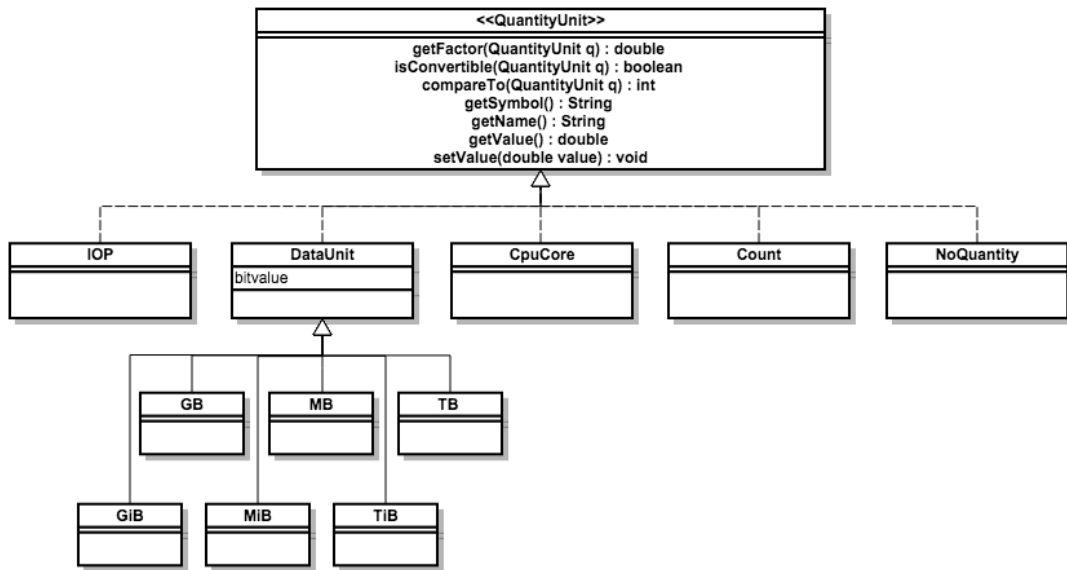 <<QuantityUnit>>
getFactor(QuantityUnit q) : double
isConvertible(QuantityUnit q) : boolean
compareTo(QuantityUnit q) : int
getSymbol() : String
getName() : String
getValue() : double
setValue(double value) : void
IOP
DataUnit
CpuCore
Count
NoQuantity
bitvalue
GB
MB
TB
GiB
MiB
TiB